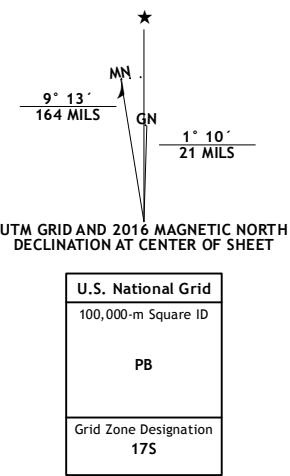 ★
MN
GN
9° 13´
164 MILS
1° 10´
21 MILS
UTM GRID AND 2016 MAGNETIC NORTH
DECLINATION AT CENTER OF SHEET
U.S. National Grid
100,000-m Square ID
PB
Grid Zone Designation
17S